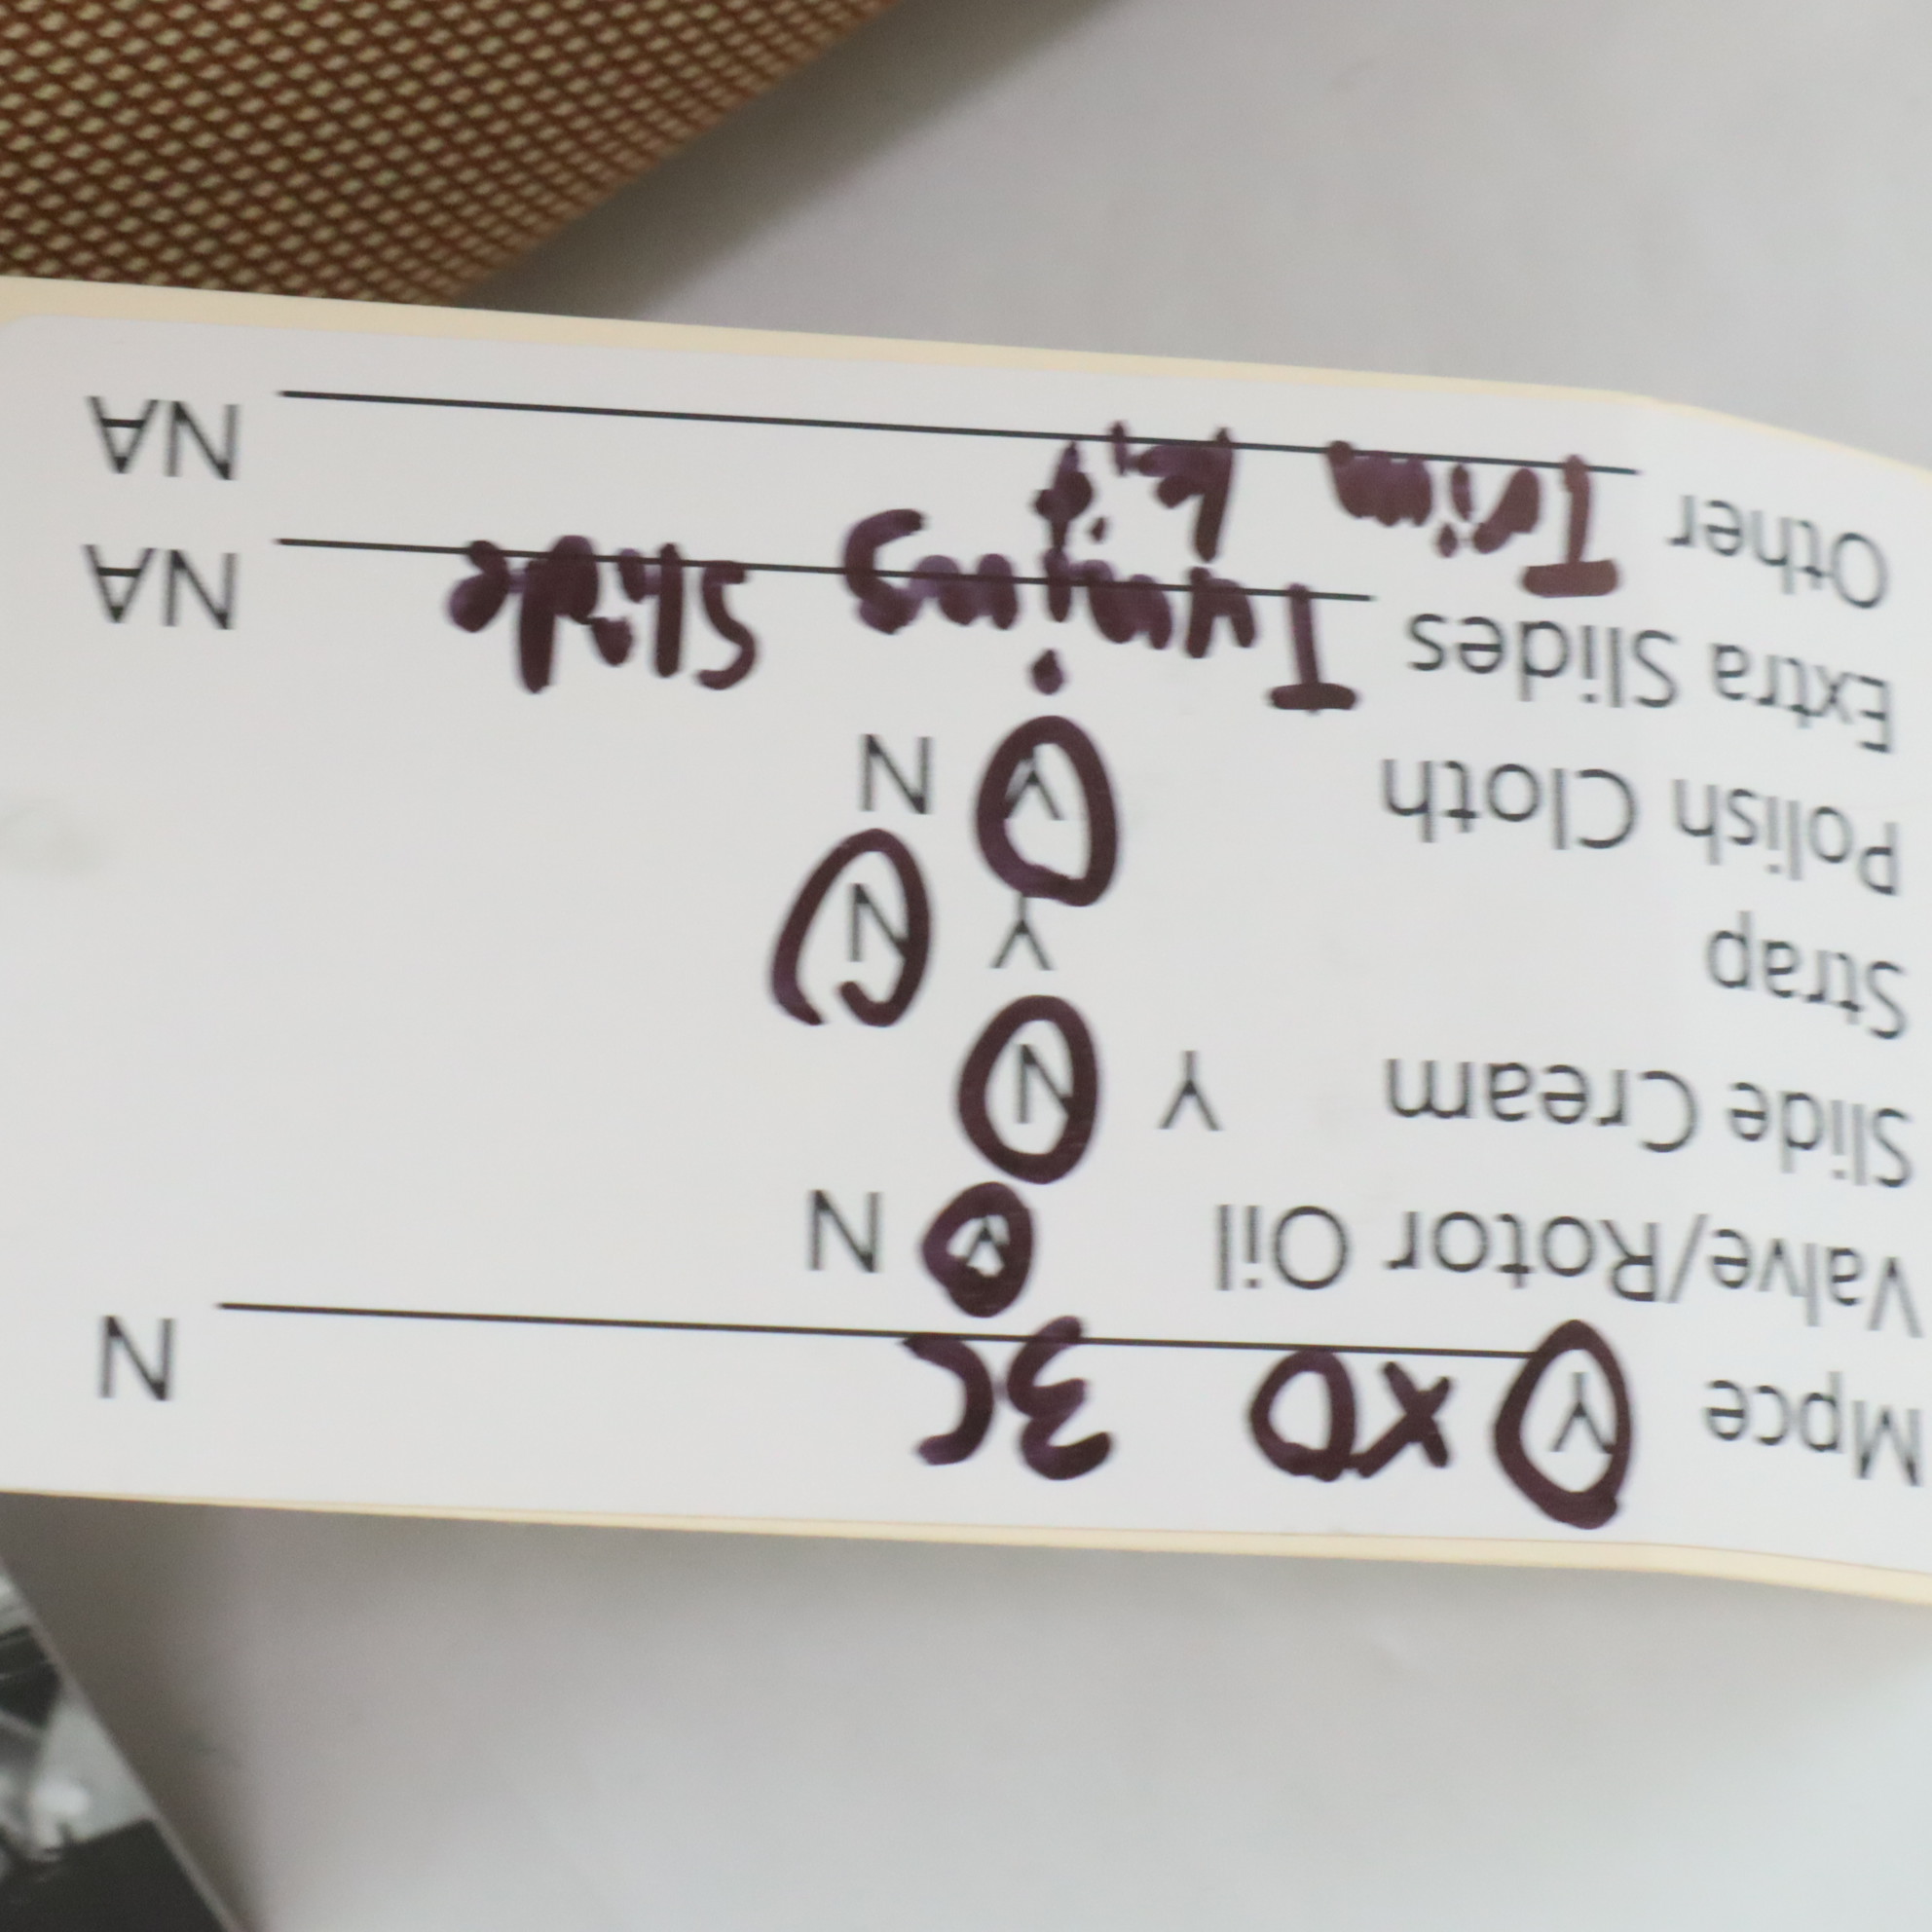 Mpce Y OXO 3C N
Valve/Rotor Oil Y N
Slide Cream Y N
Strap Y N
Polish Cloth Y N
Extra Slides Tuning Slide NA
Other Trim Kit NA